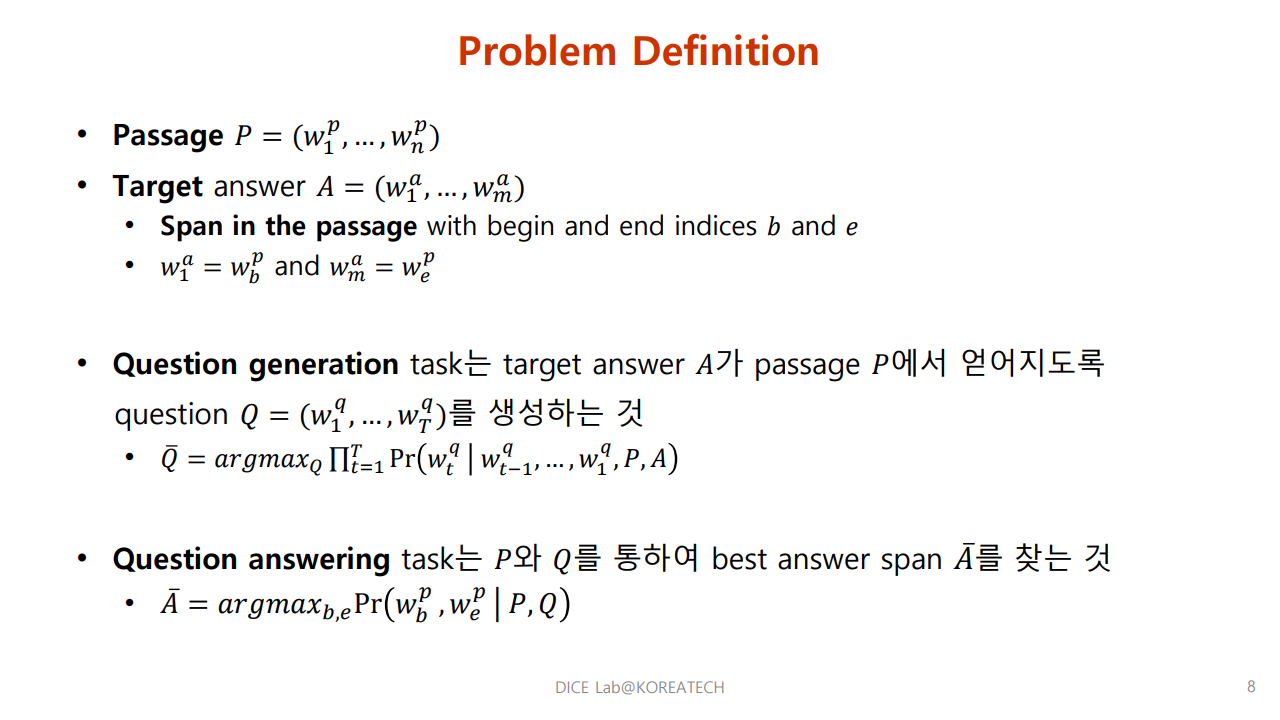 Problem Definition
• Passage $P = (w_1^p, \dots, w_n^p)$
• Target answer $A = (w_1^a, \dots, w_m^a)$
• Span in the passage with begin and end indices $b$ and $e$
• $w_1^a = w_b^p$ and $w_m^a = w_e^p$
• Question generation task는 target answer $A$가 passage $P$에서 얻어지도록
question $Q = (w_1^q, \dots, w_T^q)$를 생성하는 것
• $\bar{Q} = argmax_Q \prod_{t=1}^{T} \Pr(w_t^q \mid w_{t-1}^q, \dots, w_1^q, P, A)$
• Question answering task는 $P$와 $Q$를 통하여 best answer span $\bar{A}$를 찾는 것
• $\bar{A} = argmax_{b,e} \Pr(w_b^p, w_e^p \mid P, Q)$
DICE Lab@KOREATECH
8